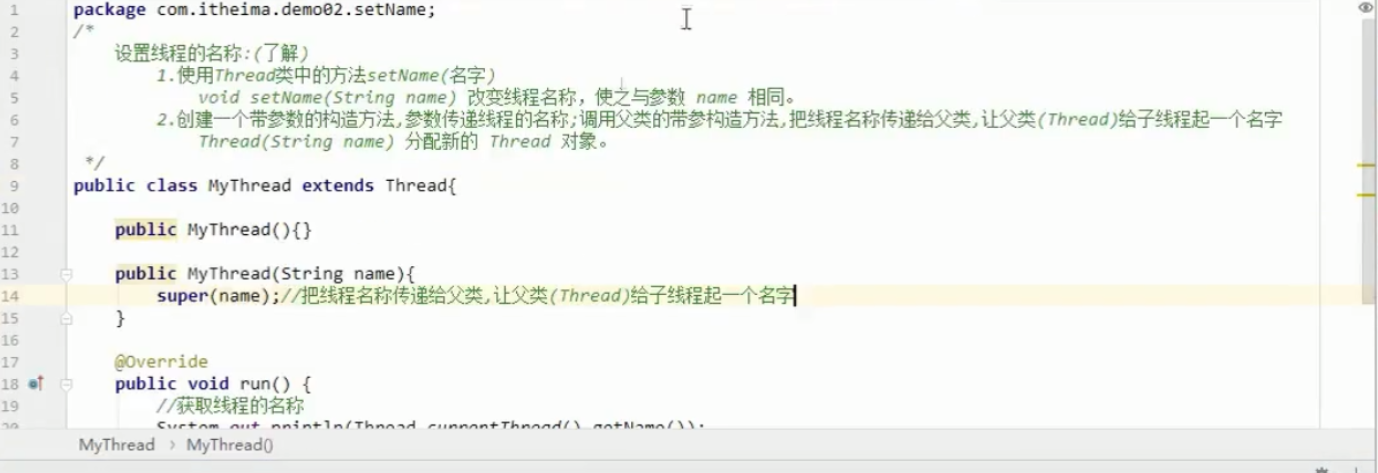 1 package com.itheima.demo02.setName;
2 /*
3 设置线程的名称:(了解)
4 1.使用Thread类中的方法setName(名字)
5 void setName(String name) 改变线程名称，使之与参数 name 相同。
6 2.创建一个带参数的构造方法,参数传递线程的名称;调用父类的带参构造方法,把线程名称传递给父类,让父类(Thread)给子线程起一个名字
7 Thread(String name) 分配新的 Thread 对象。
8 */
9 public class MyThread extends Thread{
10
11 public MyThread(){}
12
13 public MyThread(String name){
14 super(name);//把线程名称传递给父类,让父类(Thread)给子线程起一个名字
15 }
16
17 @Override
18 public void run() {
19 //获取线程的名称
20 System.out.println(Thread.currentThread().getName());
MyThread › MyThread()